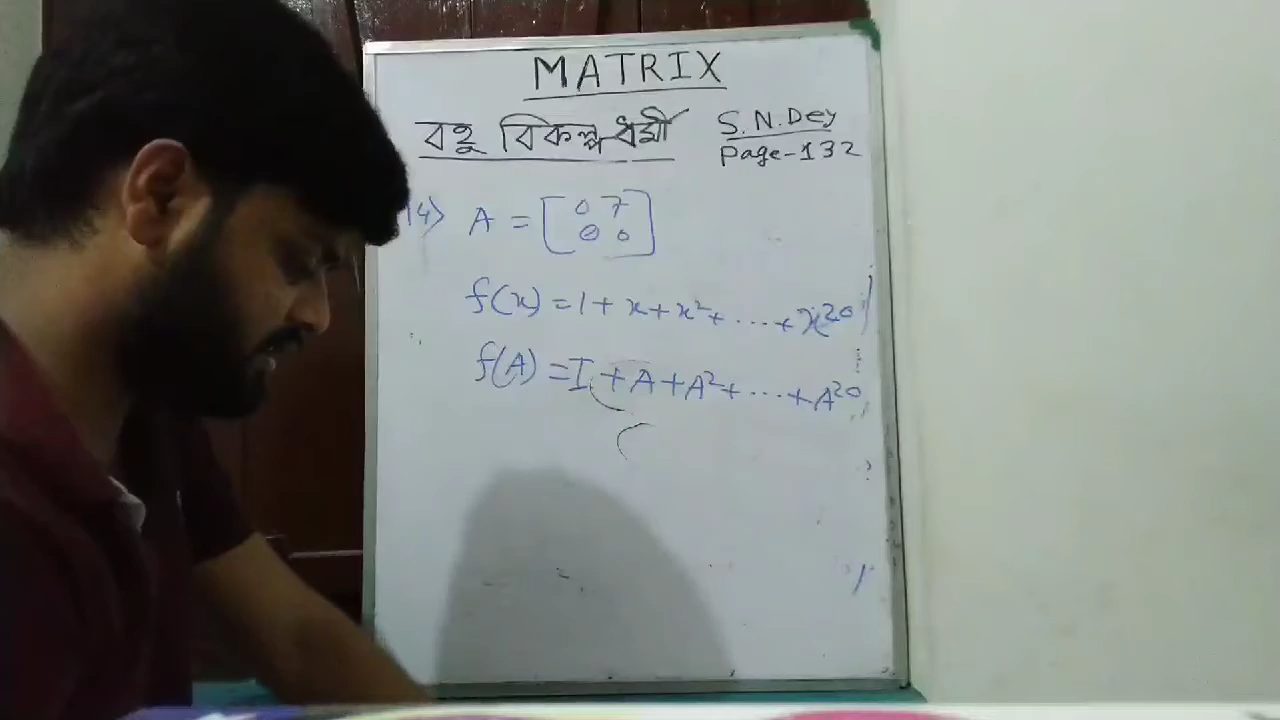 MATRIX
বহু বিকল্পধর্মী S.N.Dey
Page-132
14) A = [0 7
0 0]
f(x) = 1 + x + x² + ... + x²⁰
f(A) = I + A + A² + ... + A²⁰